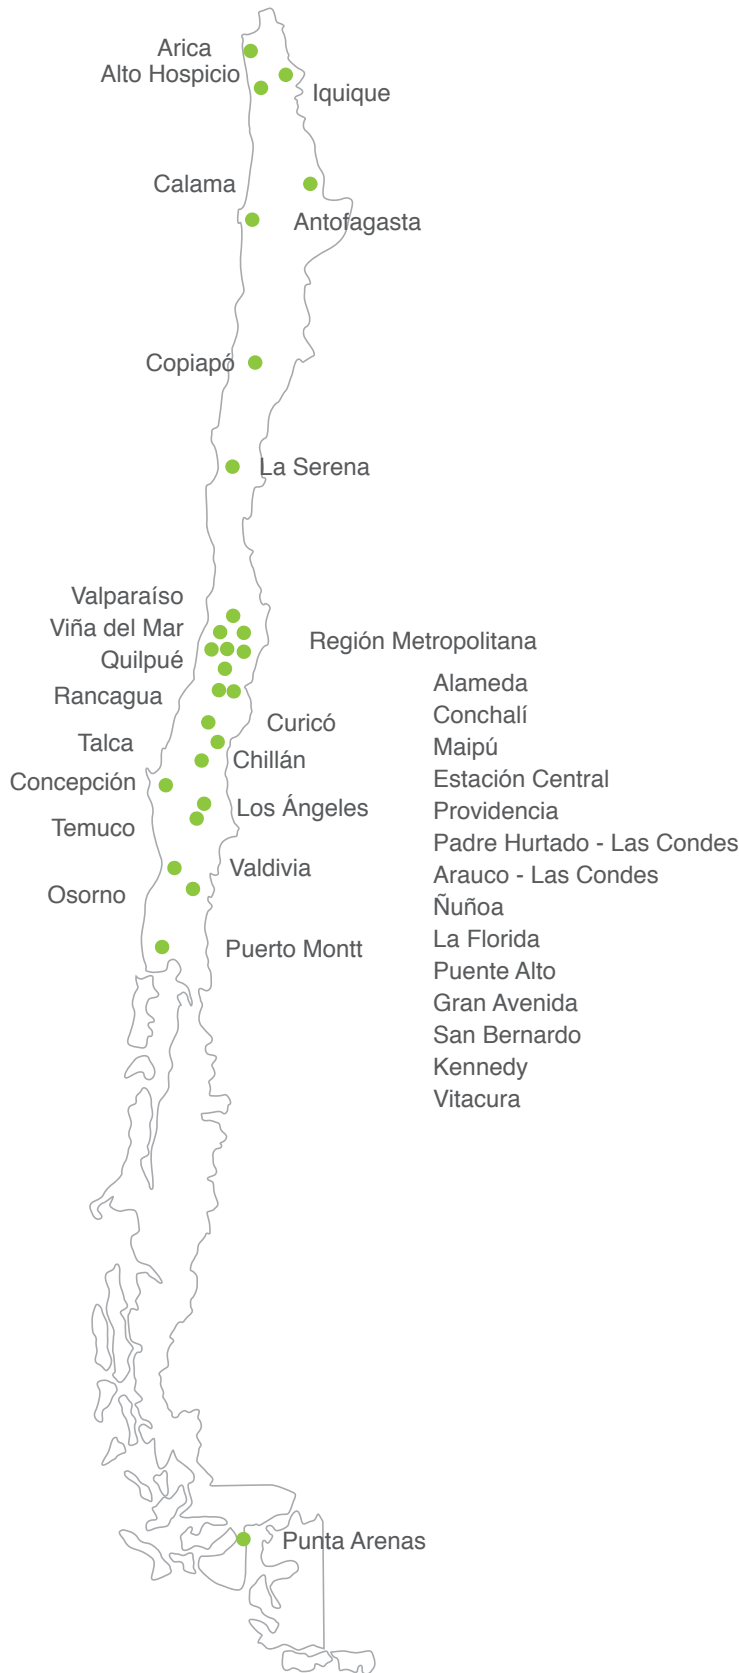 Arica
Alto Hospicio
Iquique
Calama
Antofagasta
Copiapó
La Serena
Valparaíso
Viña del Mar
Quilpué
Rancagua
Talca
Concepción
Temuco
Osorno
Curicó
Chillán
Los Ángeles
Valdivia
Puerto Montt
Región Metropolitana
Alameda
Conchalí
Maipú
Estación Central
Providencia
Padre Hurtado - Las Condes
Arauco - Las Condes
Ñuñoa
La Florida
Puente Alto
Gran Avenida
San Bernardo
Kennedy
Vitacura
Punta Arenas